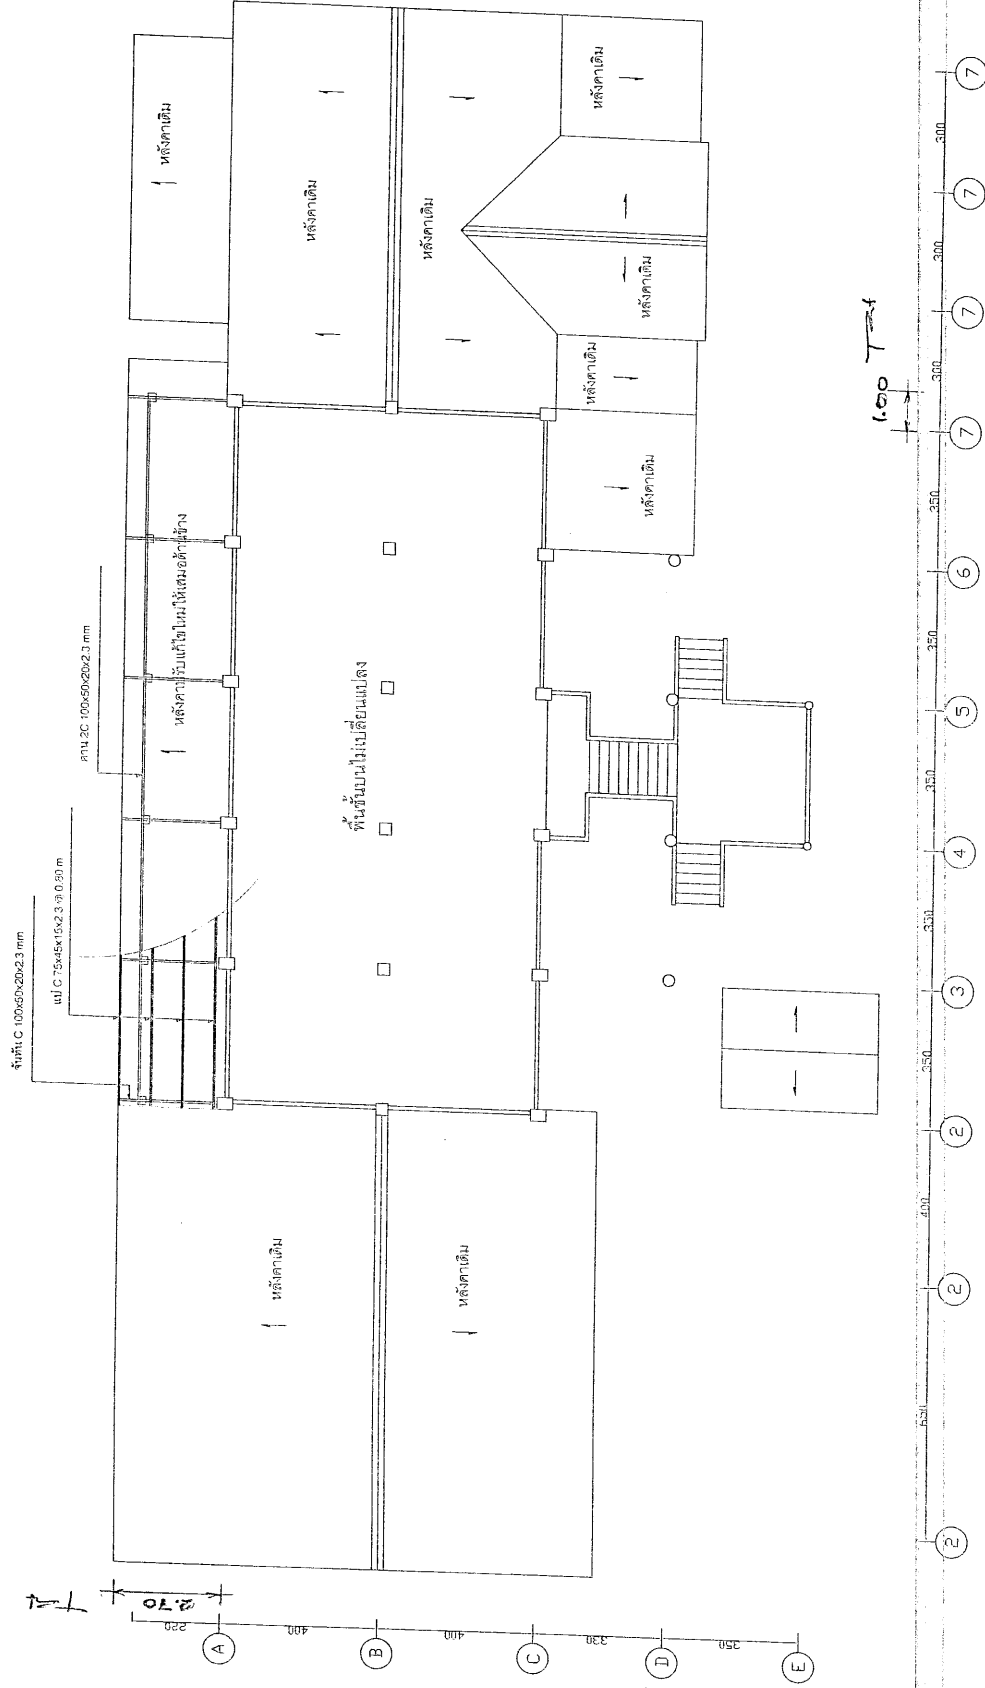 จันทัน C 100x50x20x2.3 mm
แป C 75x45x15x2.3 @ 0.80 m
คาน 2C 100x50x20x2.3 mm
หลังคาเดิม
หลังคาเดิม
หลังคาเดิม
หลังคาเดิม
หลังคาเดิม
หลังคาเดิม
หลังคาเดิม
หลังคาปรับแก้ไขใหม่ให้เสมอด้านข้าง
พื้นชั้นบนไม่เปลี่ยนแปลง
หลังคาเดิม
หลังคาเดิม
2.70
220
400
400
330
350
A
B
C
D
E
1.00
650
400
350
350
350
350
350
300
300
300
2
2
2
3
4
5
6
7
7
7
7